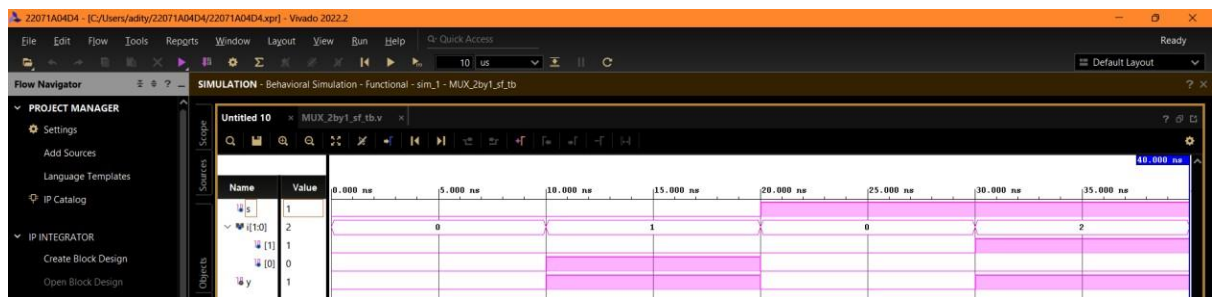 22071A04D4 - [C:/Users/adity/22071A04D4/22071A04D4.xpr] - Vivado 2022.2
File Edit Flow Tools Reports Window Layout View Run Help Q- Quick Access Ready
10 us Default Layout
Flow Navigator ? SIMULATION - Behavioral Simulation - Functional - sim_1 - MUX_2by1_sf_tb ?
PROJECT MANAGER
Settings
Add Sources
Language Templates
IP Catalog
IP INTEGRATOR
Create Block Design
Open Block Design
Scope
Sources
Objects
Untitled 10 MUX_2by1_sf_tb.v ?
40.000 ns
Name Value 0.000 ns 5.000 ns 10.000 ns 15.000 ns 20.000 ns 25.000 ns 30.000 ns 35.000 ns
s 1
i[1:0] 2 0 1 0 2
[1] 1
[0] 0
y 1